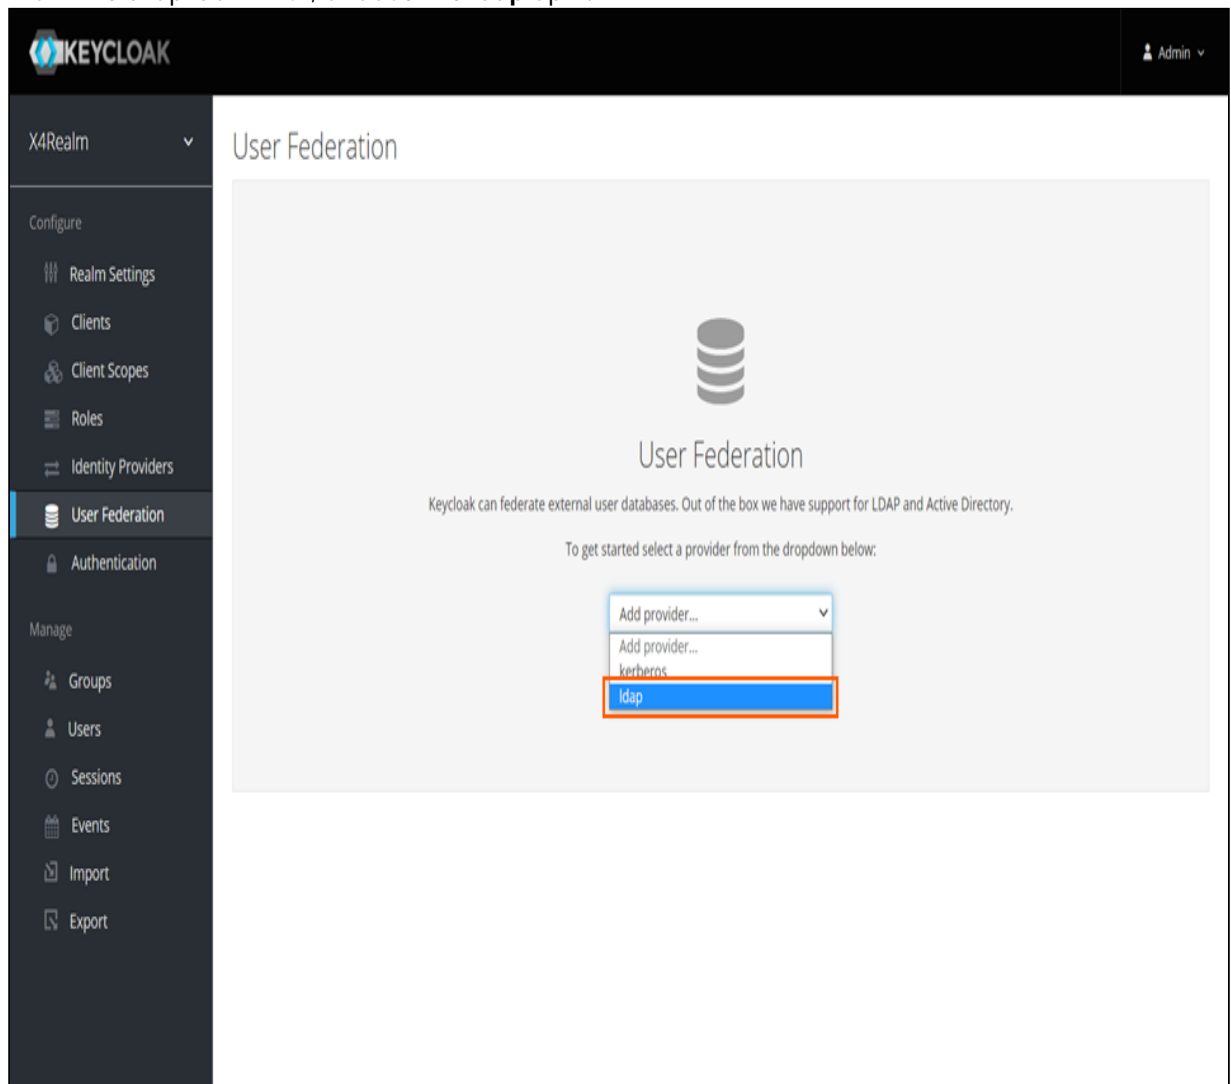 KEYCLOAK
Admin
X4Realm
User Federation
Configure
Realm Settings
Clients
Client Scopes
Roles
Identity Providers
User Federation
Authentication
Manage
Groups
Users
Sessions
Events
Import
Export
User Federation
Keycloak can federate external user databases. Out of the box we have support for LDAP and Active Directory.
To get started select a provider from the dropdown below:
Add provider...
Add provider...
kerberos
ldap